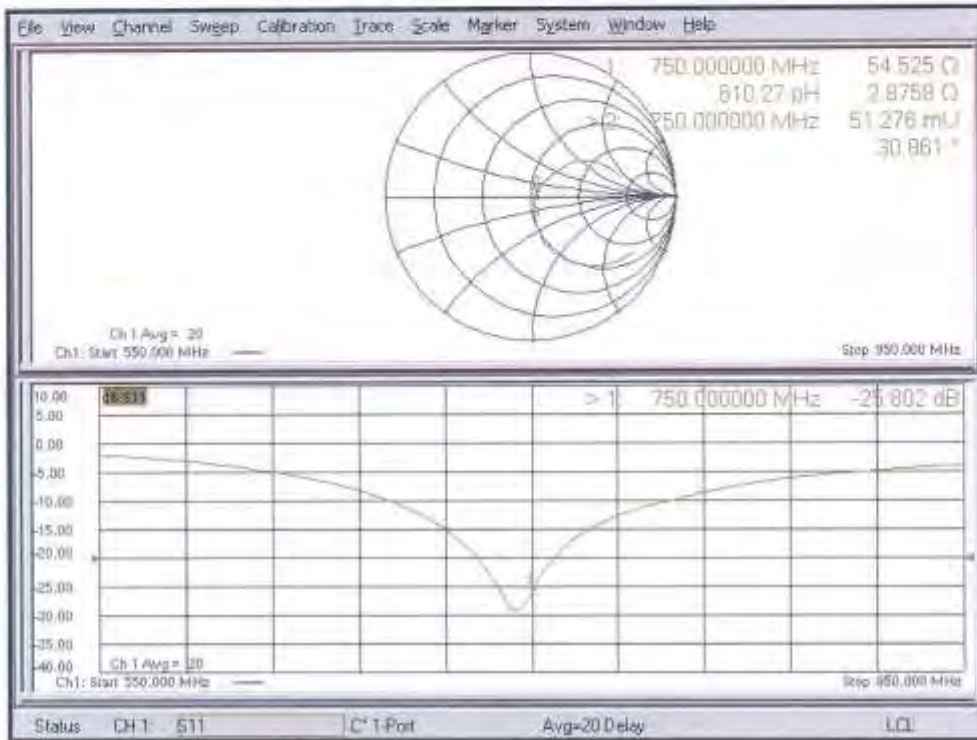 File View Channel Sweep Calibration Trace Scale Marker System Window Help
1: 750.000000 MHz 54.525 Ω
610.27 pH 2.8758 Ω
> 2: 750.000000 MHz 51.276 mU
30.861 °
Ch 1 Avg = 20
Ch1: Start 550.000 MHz
Stop 950.000 MHz
10.00
> 1: 750.000000 MHz -25.802 dB
5.00
0.00
-5.00
-10.00
-15.00
-20.00
-25.00
-30.00
-35.00
-40.00
Ch 1 Avg = 20
Ch1: Start 550.000 MHz
Stop 950.000 MHz
Status CH 1: S11 C* 1-Port Avg=20 Delay LCL